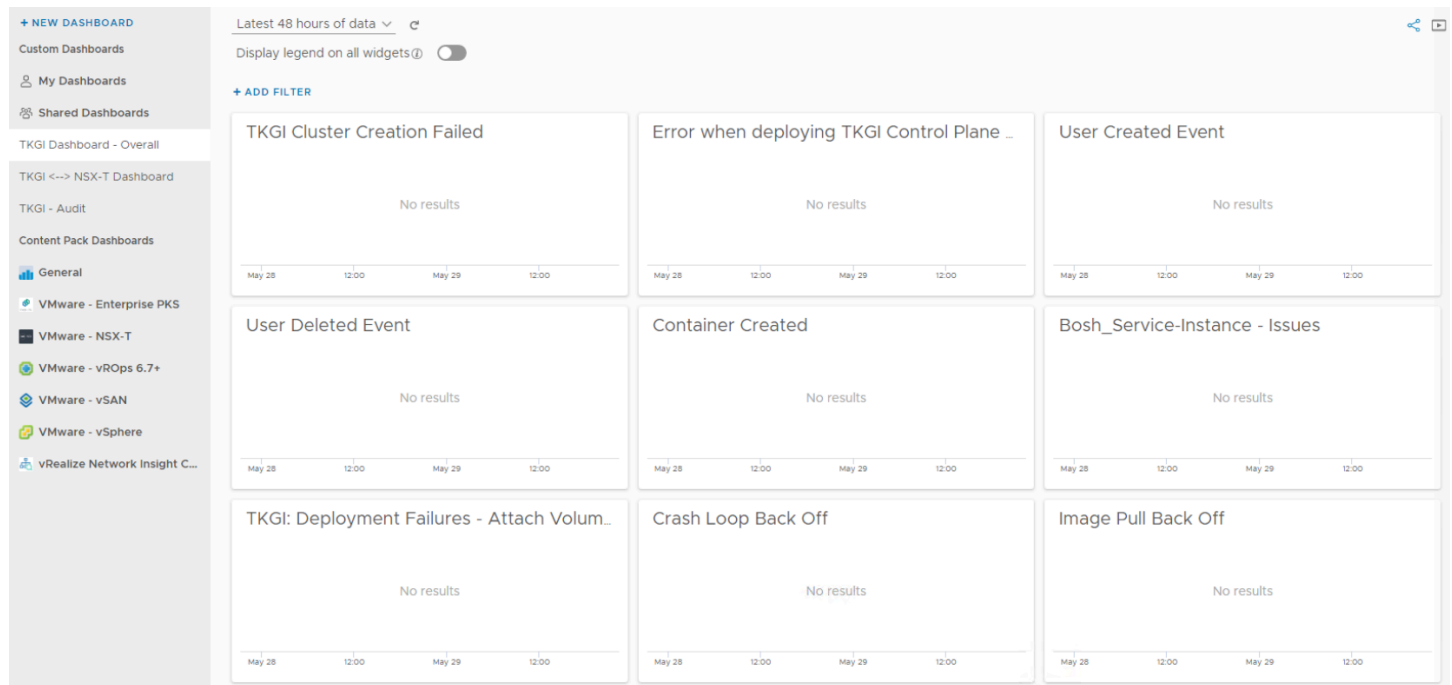 + NEW DASHBOARD
Custom Dashboards
My Dashboards
Shared Dashboards
TKGI Dashboard - Overall
TKGI <--> NSX-T Dashboard
TKGI - Audit
Content Pack Dashboards
General
VMware - Enterprise PKS
VMware - NSX-T
VMware - vROps 6.7+
VMware - vSAN
VMware - vSphere
vRealize Network Insight C...
Latest 48 hours of data
Display legend on all widgets
+ ADD FILTER
TKGI Cluster Creation Failed
No results
May 28 12:00 May 29 12:00
Error when deploying TKGI Control Plane ...
No results
May 28 12:00 May 29 12:00
User Created Event
No results
May 28 12:00 May 29 12:00
User Deleted Event
No results
May 28 12:00 May 29 12:00
Container Created
No results
May 28 12:00 May 29 12:00
Bosh_Service-Instance - Issues
No results
May 28 12:00 May 29 12:00
TKGI: Deployment Failures - Attach Volum...
No results
May 28 12:00 May 29 12:00
Crash Loop Back Off
No results
May 28 12:00 May 29 12:00
Image Pull Back Off
No results
May 28 12:00 May 29 12:00